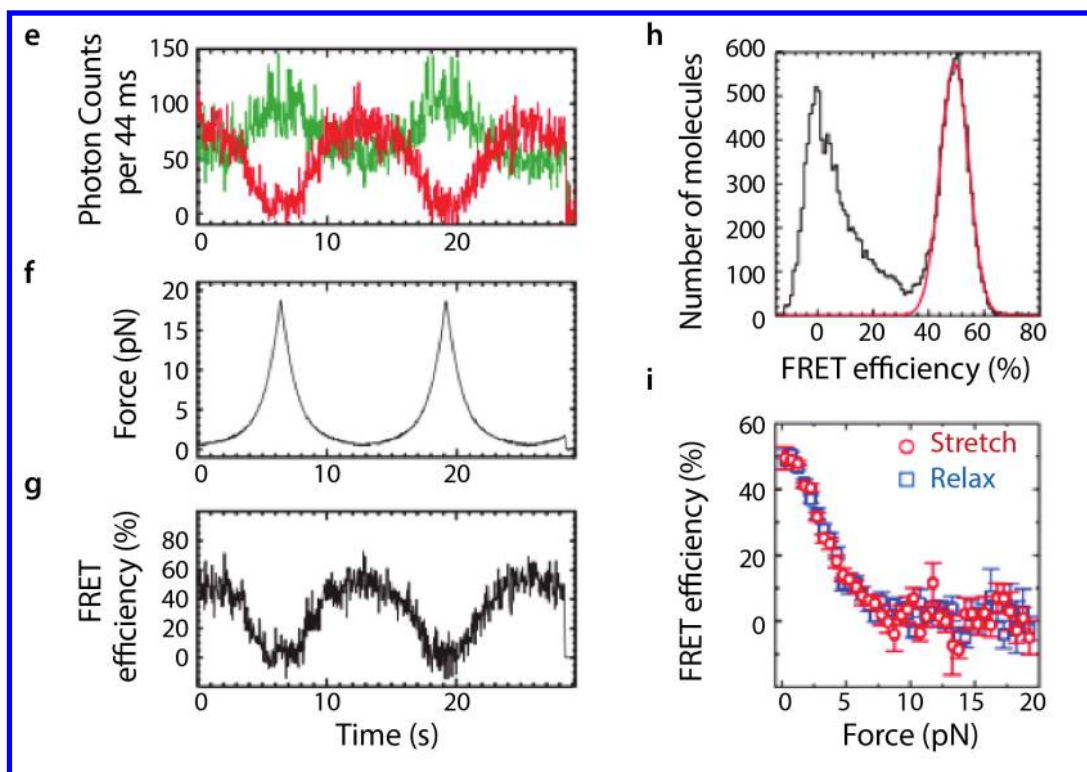 e
Photon Counts
per 44 ms
150
100
50
0
0 10 20
f
Force (pN)
20
15
10
5
0
0 10 20
g
FRET
efficiency (%)
80
60
40
20
0
0 10 20
Time (s)
h
Number of molecules
600
500
400
300
200
100
0
0 20 40 60 80
FRET efficiency (%)
i
FRET efficiency (%)
60
40
20
0
Stretch
Relax
0 5 10 15 20
Force (pN)